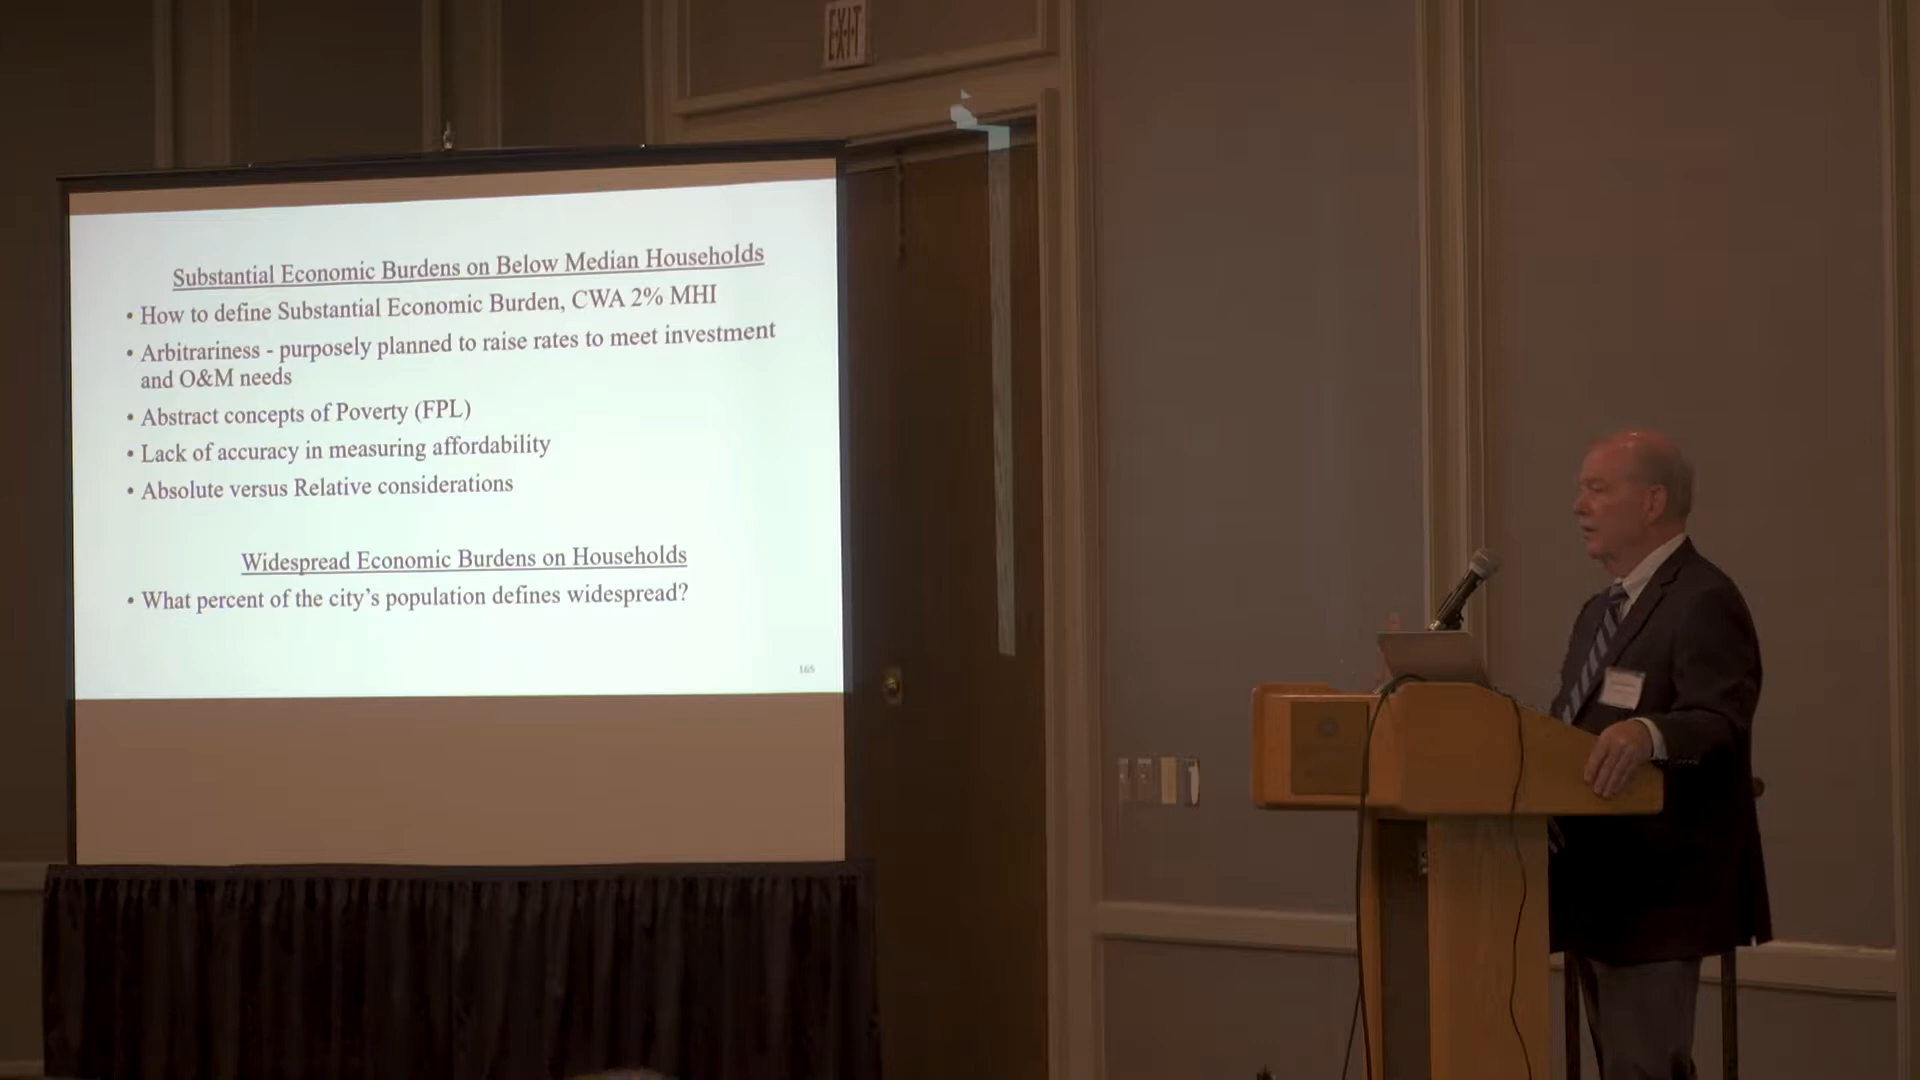 EXIT
Substantial Economic Burdens on Below Median Households
• How to define Substantial Economic Burden, CWA 2% MHI
• Arbitrariness - purposely planned to raise rates to meet investment
and O&M needs
• Abstract concepts of Poverty (FPL)
• Lack of accuracy in measuring affordability
• Absolute versus Relative considerations
Widespread Economic Burdens on Households
• What percent of the city's population defines widespread?